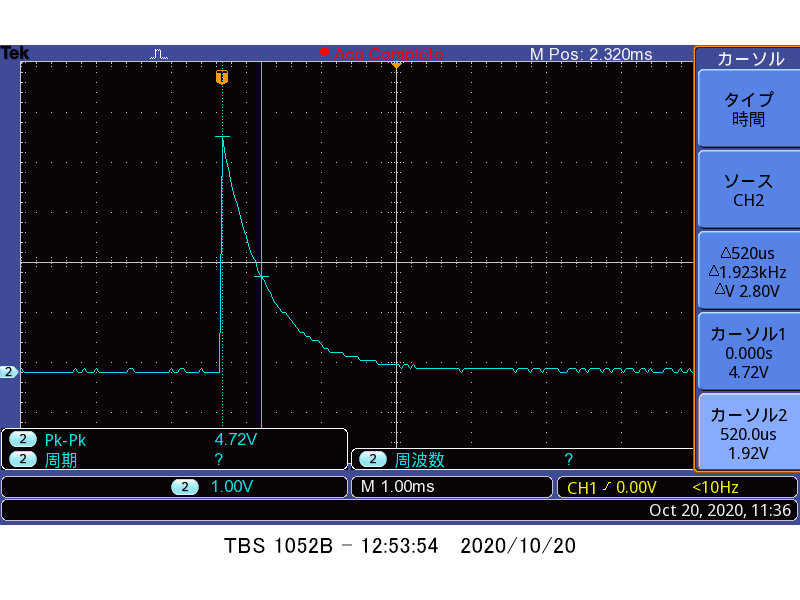 Tek
Acq Complete
M Pos: 2.320ms
カーソル
T
タイプ
時間
ソース
CH2
△520us
△1.923kHz
△V 2.80V
カーソル1
0.000s
4.72V
カーソル2
520.0us
1.92V
2
2 Pk-Pk 4.72V
2 周期 ?
2 周波数 ?
2 1.00V
M 1.00ms
CH1 0.00V <10Hz
Oct 20, 2020, 11:36
TBS 1052B - 12:53:54 2020/10/20